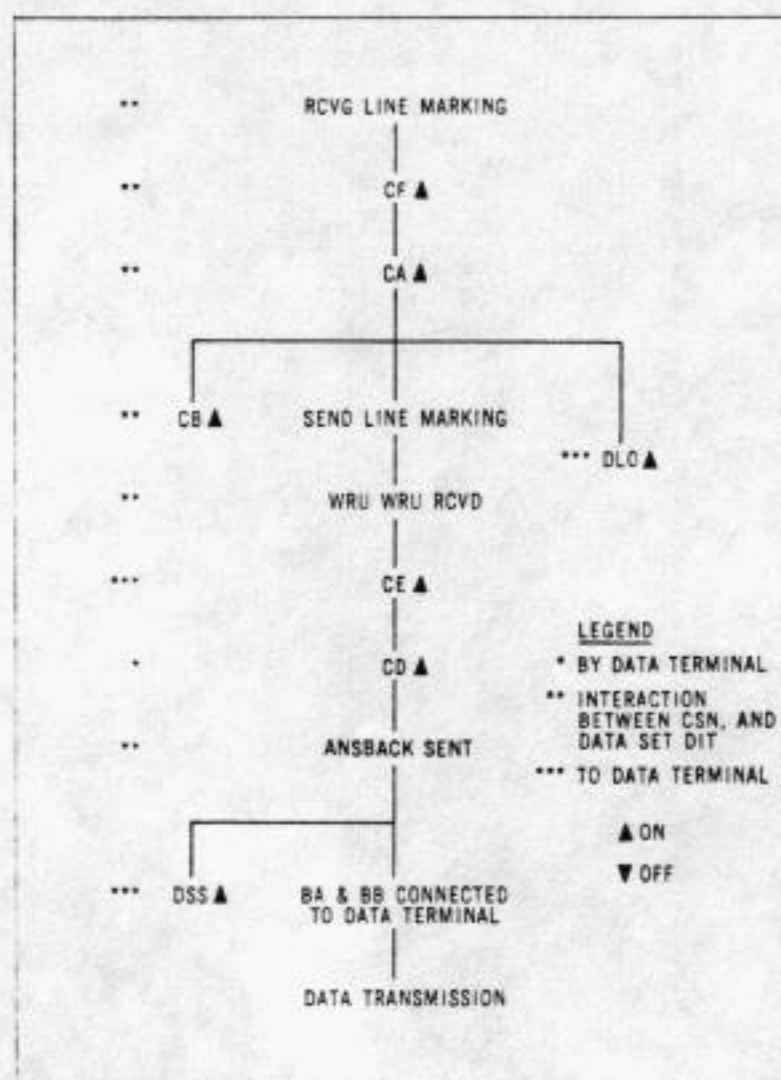 ** RCVG LINE MARKING
** CF ▲
** CA ▲
** CB ▲ SEND LINE MARKING
*** DLO ▲
** WRU WRU RCVD
*** CE ▲
* CD ▲
** ANSBACK SENT
*** DSS ▲ BA & BB CONNECTED
TO DATA TERMINAL
DATA TRANSMISSION
LEGEND
* BY DATA TERMINAL
** INTERACTION
BETWEEN CSN, AND
DATA SET DIT
*** TO DATA TERMINAL
▲ ON
▼ OFF